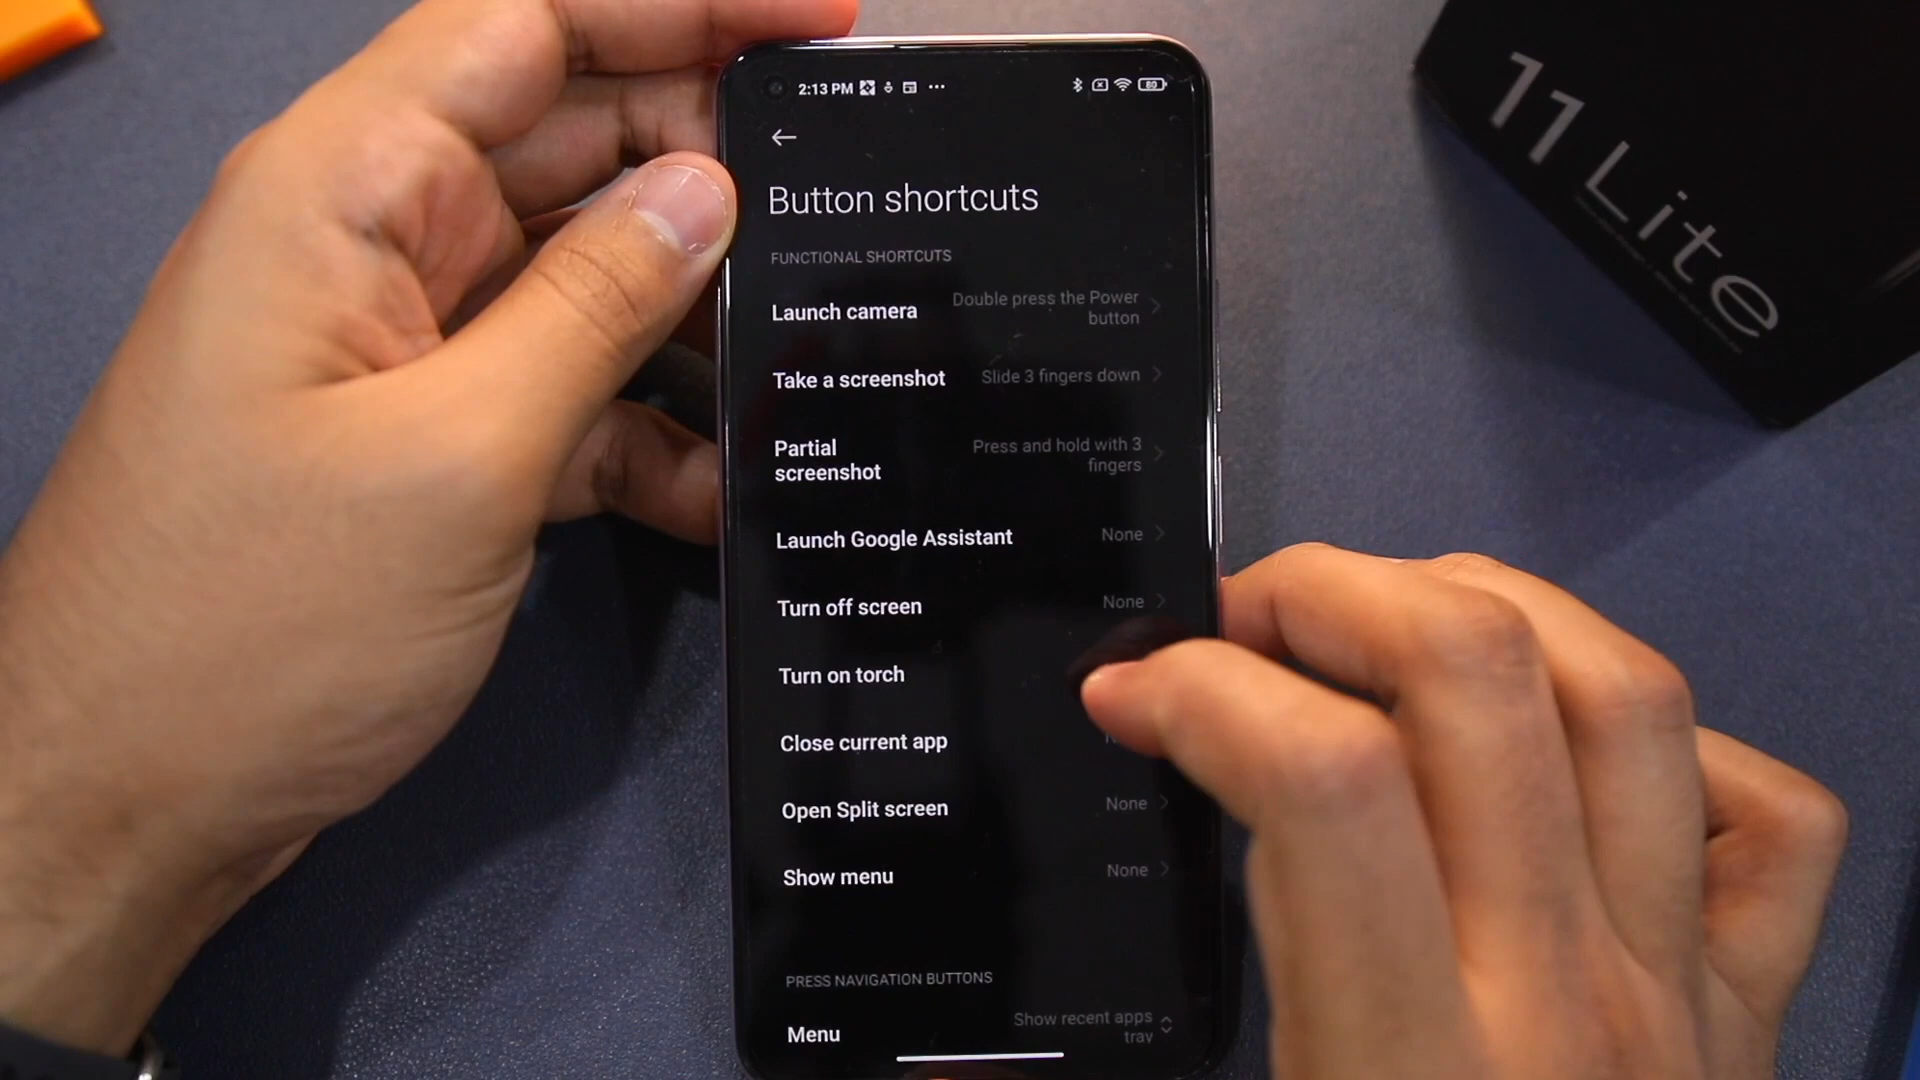 2:13 PM
80
Button shortcuts
FUNCTIONAL SHORTCUTS
Launch camera
Double press the Power
button
Take a screenshot
Slide 3 fingers down
Partial
screenshot
Press and hold with 3
fingers
Launch Google Assistant
None
Turn off screen
None
Turn on torch
Close current app
Open Split screen
None
Show menu
None
PRESS NAVIGATION BUTTONS
Menu
Show recent apps
tray
11 Lite